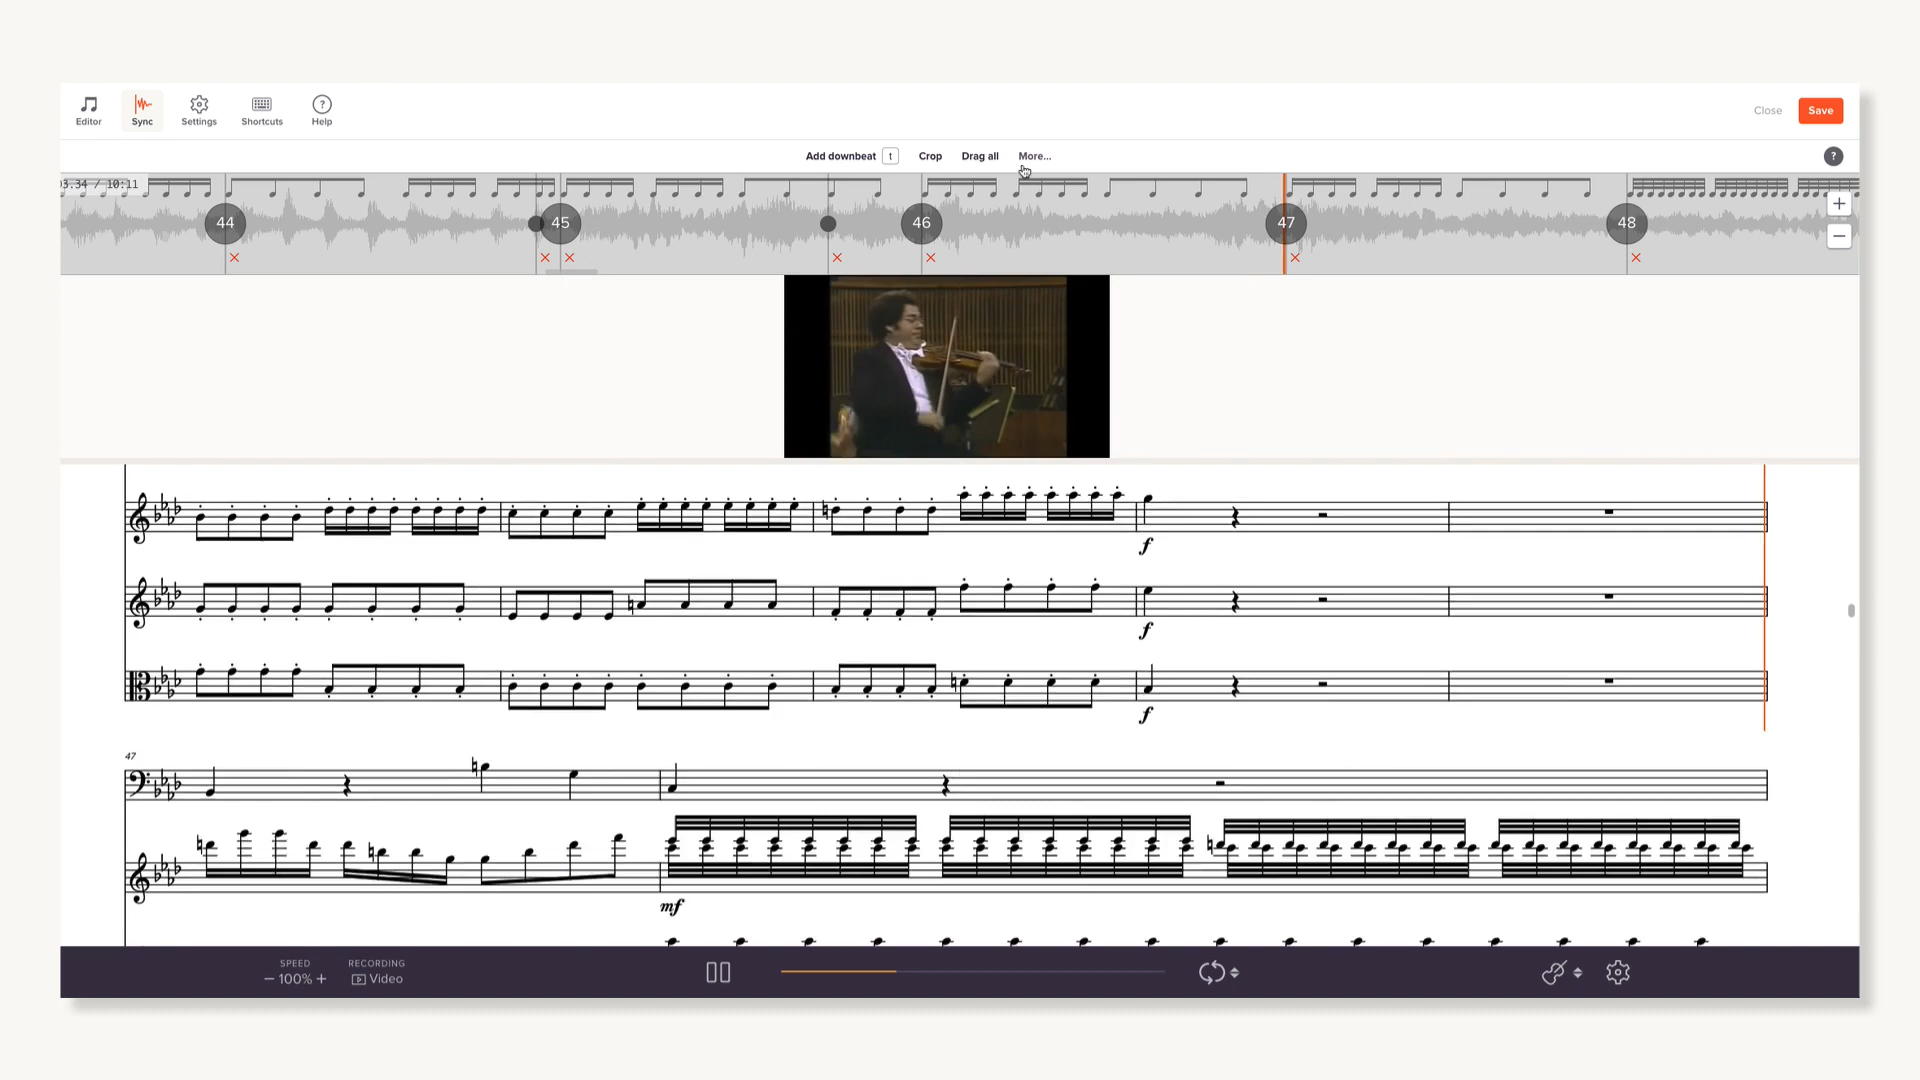 Editor
Sync
Settings
Shortcuts
? Help
Close
Save
Add downbeat t Crop Drag all More...
?
3.34 / 10:11
44
45
46
47
48
f
f
f
47
mf
SPEED
– 100% +
RECORDING
Video